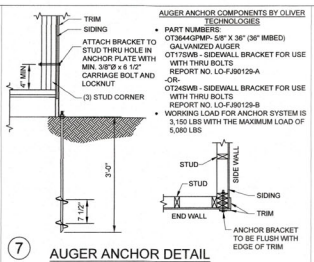 TRIM
SIDING
ATTACH BRACKET TO
STUD THRU HOLE IN
ANCHOR PLATE WITH
MIN. 3/8"Ø x 6 1/2"
CARRIAGE BOLT AND
LOCKNUT
(3) STUD CORNER
4" MIN
3'-0"
7 1/2"
AUGER ANCHOR COMPONENTS BY OLIVER
TECHNOLOGIES
• PART NUMBERS:
OT3644GPMP- 5/8" X 36" (36" IMBED)
GALVANIZED AUGER
OT17SWB - SIDEWALL BRACKET FOR USE
WITH THRU BOLTS
REPORT NO. LO-FJ90129-A
-OR-
OT24SWB - SIDEWALL BRACKET FOR USE
WITH THRU BOLTS
REPORT NO. LO-FJ90129-B
• WORKING LOAD FOR ANCHOR SYSTEM IS
3,150 LBS WITH THE MAXIMUM LOAD OF
5,080 LBS
STUD
SIDE WALL
STUD
SIDING
END WALL
TRIM
ANCHOR BRACKET
TO BE FLUSH WITH
EDGE OF TRIM
7
AUGER ANCHOR DETAIL